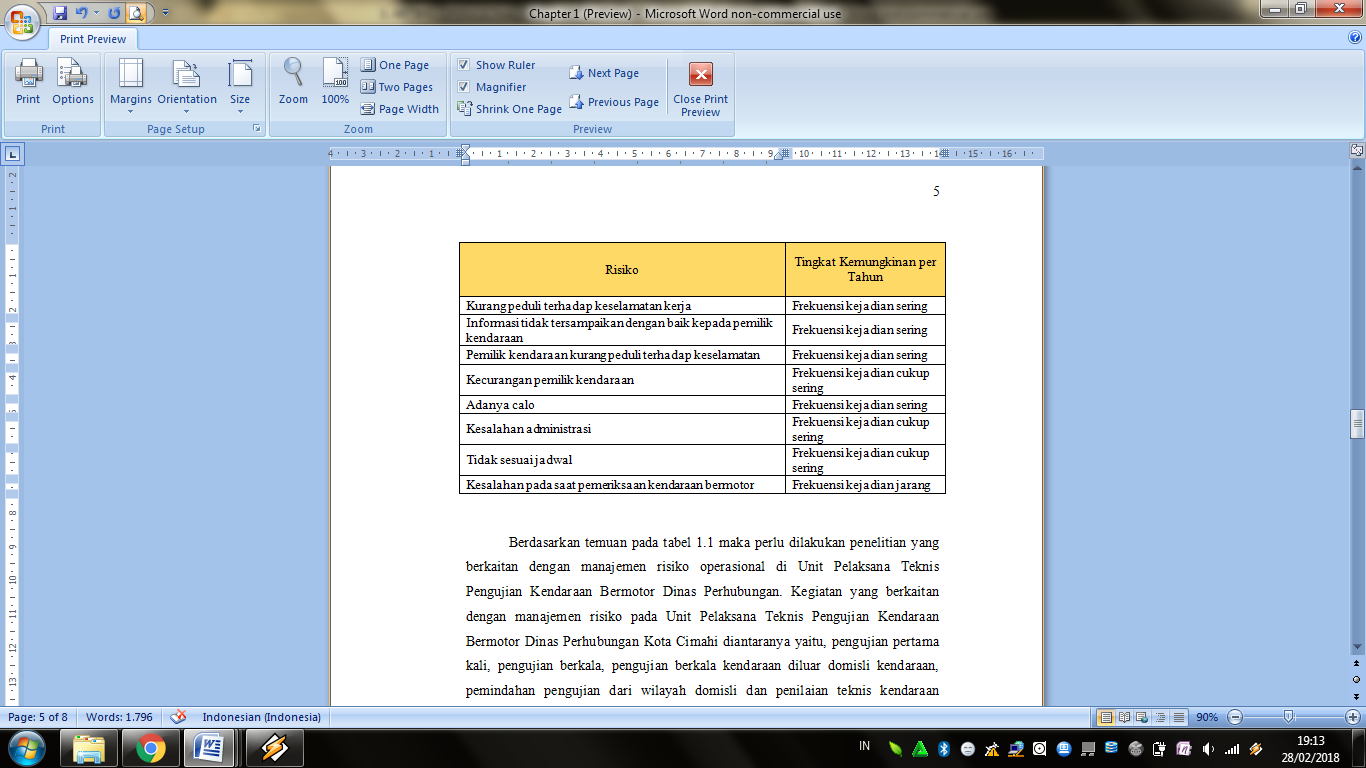 Chapter 1 (Preview) - Microsoft Word non-commercial use
Print Preview
Print
Options
Margins
Orientation
Size
Zoom
100%
One Page
Two Pages
Page Width
Show Ruler
Magnifier
Shrink One Page
Next Page
Previous Page
Close Print
Preview
Print
Page Setup
Zoom
Preview
5
Risiko
Tingkat Kemungkinan per
Tahun
Kurang peduli terhadap keselamatan kerja
Frekuensi kejadian sering
Informasi tidak tersampaikan dengan baik kepada pemilik
kendaraan
Frekuensi kejadian sering
Pemilik kendaraan kurang peduli terhadap keselamatan
Frekuensi kejadian sering
Kecurangan pemilik kendaraan
Frekuensi kejadian cukup
sering
Adanya calo
Frekuensi kejadian sering
Kesalahan administrasi
Frekuensi kejadian cukup
sering
Tidak sesuai jadwal
Frekuensi kejadian cukup
sering
Kesalahan pada saat pemeriksaan kendaraan bermotor
Frekuensi kejadian jarang
Berdasarkan temuan pada tabel 1.1 maka perlu dilakukan penelitian yang
berkaitan dengan manajemen risiko operasional di Unit Pelaksana Teknis
Pengujian Kendaraan Bermotor Dinas Perhubungan. Kegiatan yang berkaitan
dengan manajemen risiko pada Unit Pelaksana Teknis Pengujian Kendaraan
Bermotor Dinas Perhubungan Kota Cimahi diantaranya yaitu, pengujian pertama
kali, pengujian berkala, pengujian berkala kendaraan diluar domisli kendaraan,
pemindahan pengujian dari wilayah domisli dan penilaian teknis kendaraan
Page: 5 of 8
Words: 1.796
Indonesian (Indonesia)
90%
IN
19:13
28/02/2018